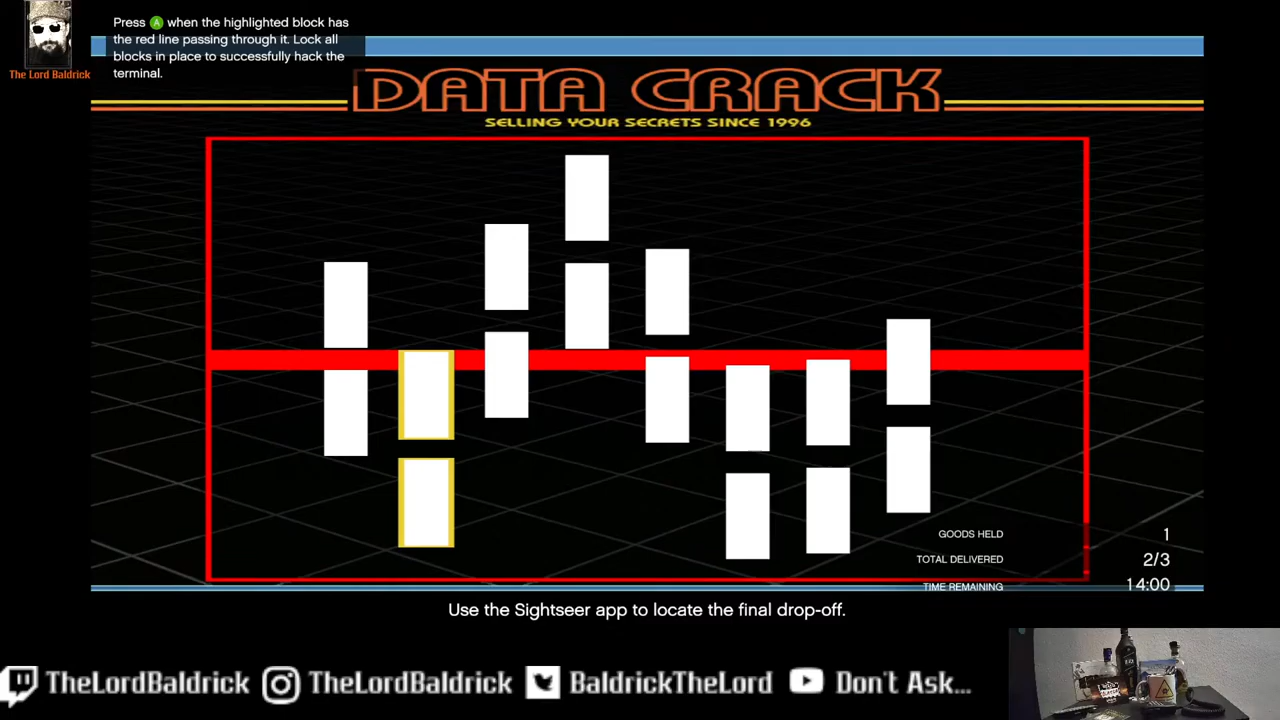 Press A when the highlighted block has
the red line passing through it. Lock all
blocks in place to successfully hack the
terminal.
The Lord Baldrick
DATA CRACK
SELLING YOUR SECRETS SINCE 1996
GOODS HELD 1
TOTAL DELIVERED 2/3
TIME REMAINING 14:00
Use the Sightseer app to locate the final drop-off.
TheLordBaldrick TheLordBaldrick BaldrickTheLord Don't Ask...